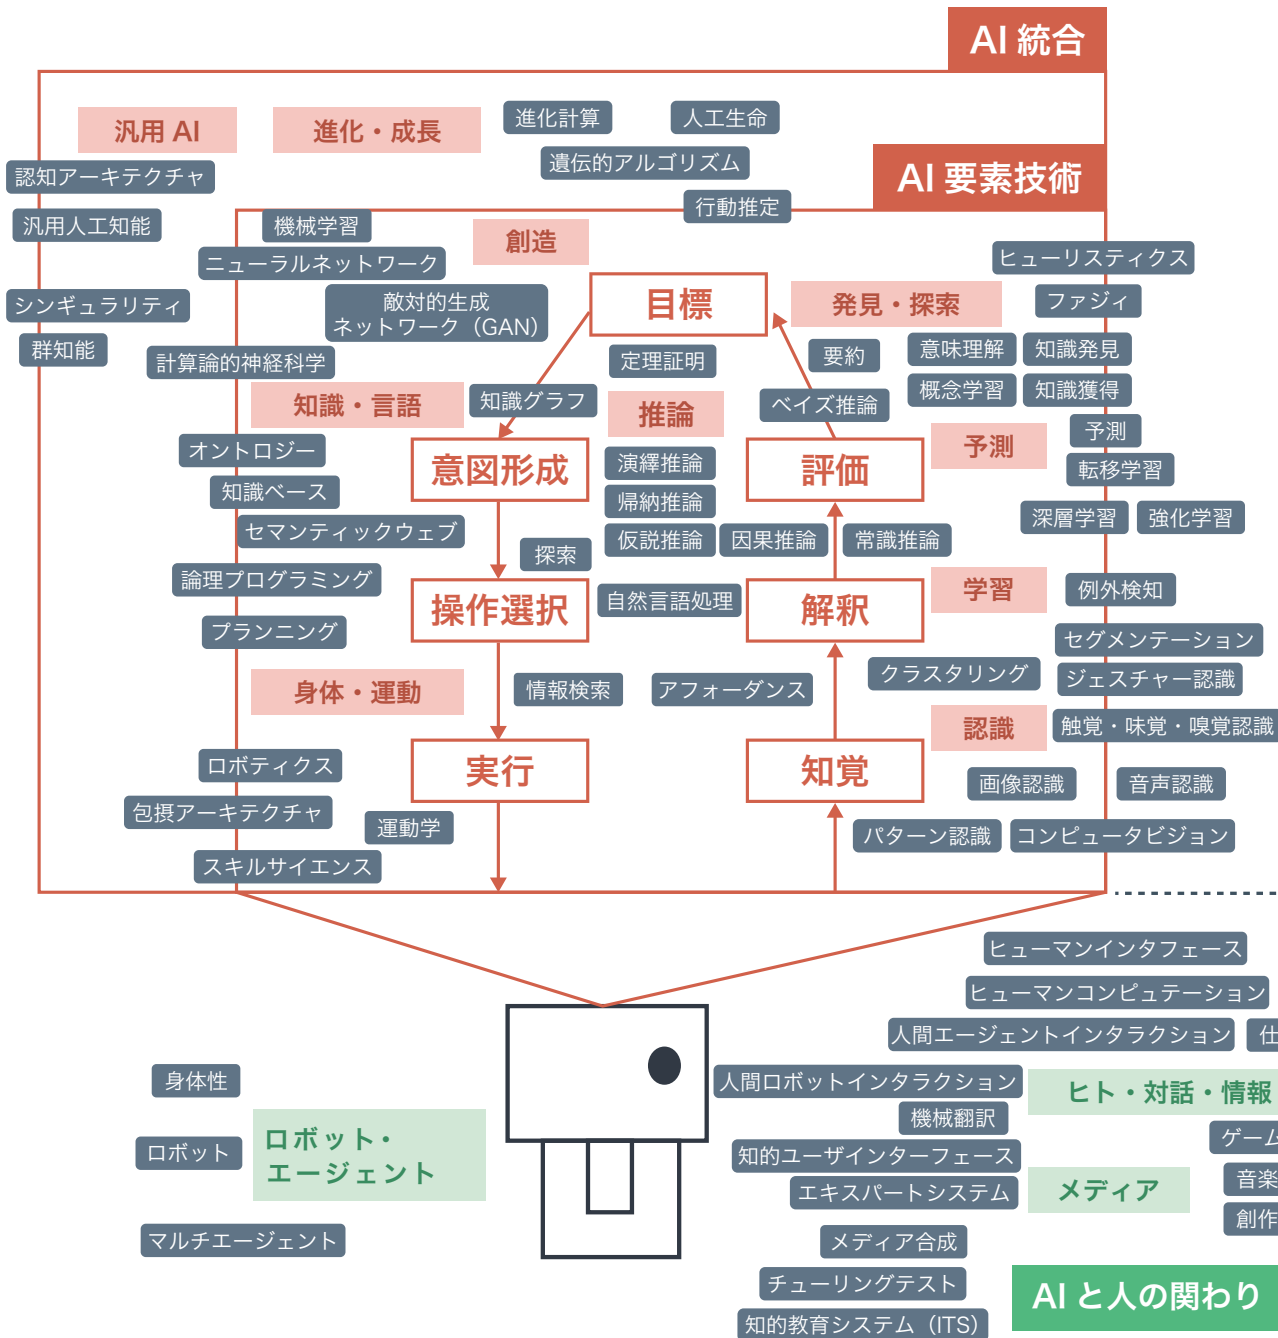 AI 統合
汎用 AI
進化・成長
進化計算
人工生命
遺伝的アルゴリズム
AI 要素技術
認知アーキテクチャ
行動推定
汎用人工知能
機械学習
創造
ニューラルネットワーク
ヒューリスティクス
シンギュラリティ
敵対的生成
ネットワーク（GAN）
目標
発見・探索
ファジィ
群知能
計算論的神経科学
定理証明
要約
意味理解
知識発見
知識・言語
知識グラフ
推論
ベイズ推論
概念学習
知識獲得
オントロジー
意図形成
演繹推論
評価
予測
予測
転移学習
知識ベース
帰納推論
深層学習
強化学習
セマンティックウェブ
探索
仮説推論
因果推論
常識推論
論理プログラミング
操作選択
自然言語処理
解釈
学習
例外検知
プランニング
セグメンテーション
身体・運動
情報検索
アフォーダンス
クラスタリング
ジェスチャー認識
認識
触覚・味覚・嗅覚認識
ロボティクス
実行
知覚
画像認識
音声認識
包摂アーキテクチャ
運動学
パターン認識
コンピュータビジョン
スキルサイエンス
ヒューマンインタフェース
ヒューマンコンピュテーション
人間エージェントインタラクション
仕
身体性
人間ロボットインタラクション
ヒト・対話・情報
機械翻訳
ロボット・
エージェント
ロボット
知的ユーザインターフェース
ゲーム
エキスパートシステム
メディア
音楽
創作
マルチエージェント
メディア合成
チューリングテスト
AI と人の関わり
知的教育システム（ITS）